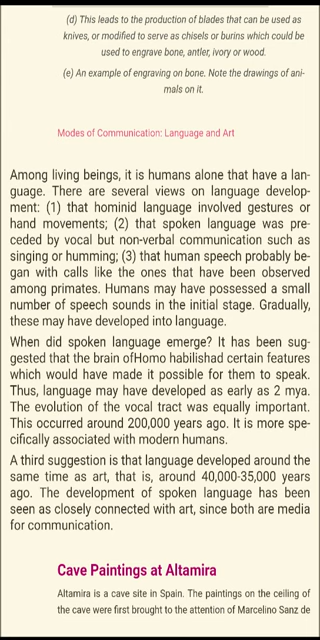 (d) This leads to the production of blades that can be used as
knives, or modified to serve as chisels or burins which could be
used to engrave bone, antler, ivory or wood.
(e) An example of engraving on bone. Note the drawings of ani-
mals on it.
Modes of Communication: Language and Art
Among living beings, it is humans alone that have a lan-
guage. There are several views on language develop-
ment: (1) that hominid language involved gestures or
hand movements; (2) that spoken language was pre-
ceded by vocal but non-verbal communication such as
singing or humming; (3) that human speech probably be-
gan with calls like the ones that have been observed
among primates. Humans may have possessed a small
number of speech sounds in the initial stage. Gradually,
these may have developed into language.
When did spoken language emerge? It has been sug-
gested that the brain ofHomo habilishad certain features
which would have made it possible for them to speak.
Thus, language may have developed as early as 2 mya.
The evolution of the vocal tract was equally important.
This occurred around 200,000 years ago. It is more spe-
cifically associated with modern humans.
A third suggestion is that language developed around the
same time as art, that is, around 40,000-35,000 years
ago. The development of spoken language has been
seen as closely connected with art, since both are media
for communication.
Cave Paintings at Altamira
Altamira is a cave site in Spain. The paintings on the ceiling of
the cave were first brought to the attention of Marcelino Sanz de